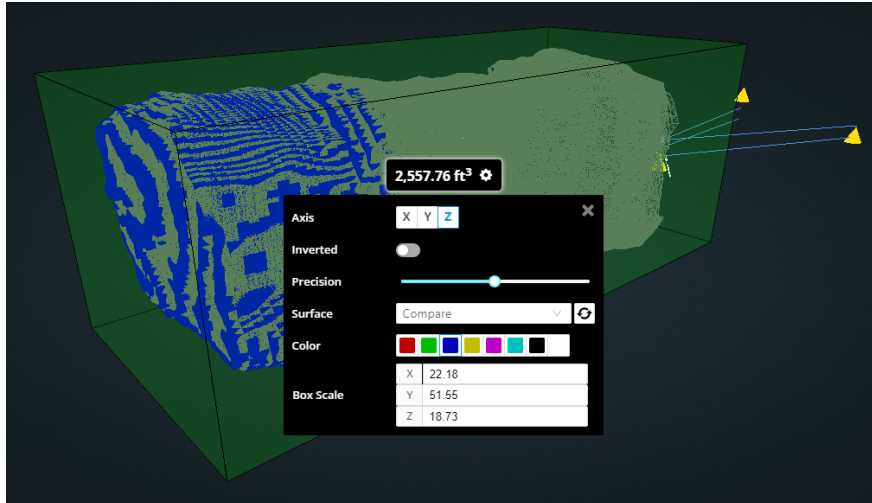 2,557.76 ft³
Axis X Y Z
Inverted
Precision
Surface Compare
Color
Box Scale
X 22.18
Y 51.55
Z 18.73